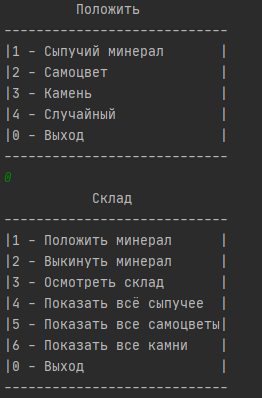 Положить
----------------------------
|1 - Сыпучий минерал       |
|2 - Самоцвет              |
|3 - Камень                |
|4 - Случайный             |
|0 - Выход                 |
----------------------------
0
Склад
----------------------------
|1 - Положить минерал      |
|2 - Выкинуть минерал      |
|3 - Осмотреть склад       |
|4 - Показать всё сыпучее  |
|5 - Показать все самоцветы|
|6 - Показать все камни    |
|0 - Выход                 |
----------------------------